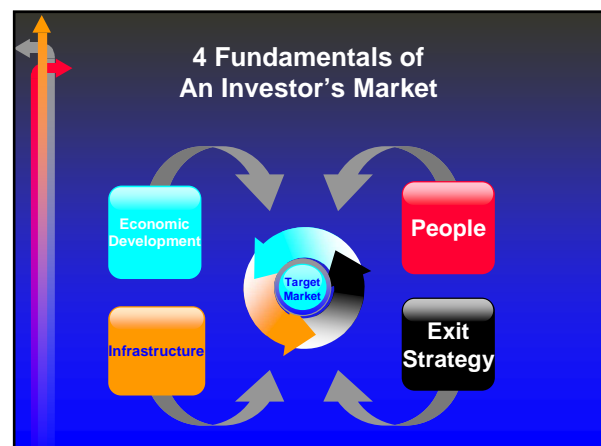 4 Fundamentals of
An Investor's Market
Economic
Development
People
Target
Market
Infrastructure
Exit
Strategy